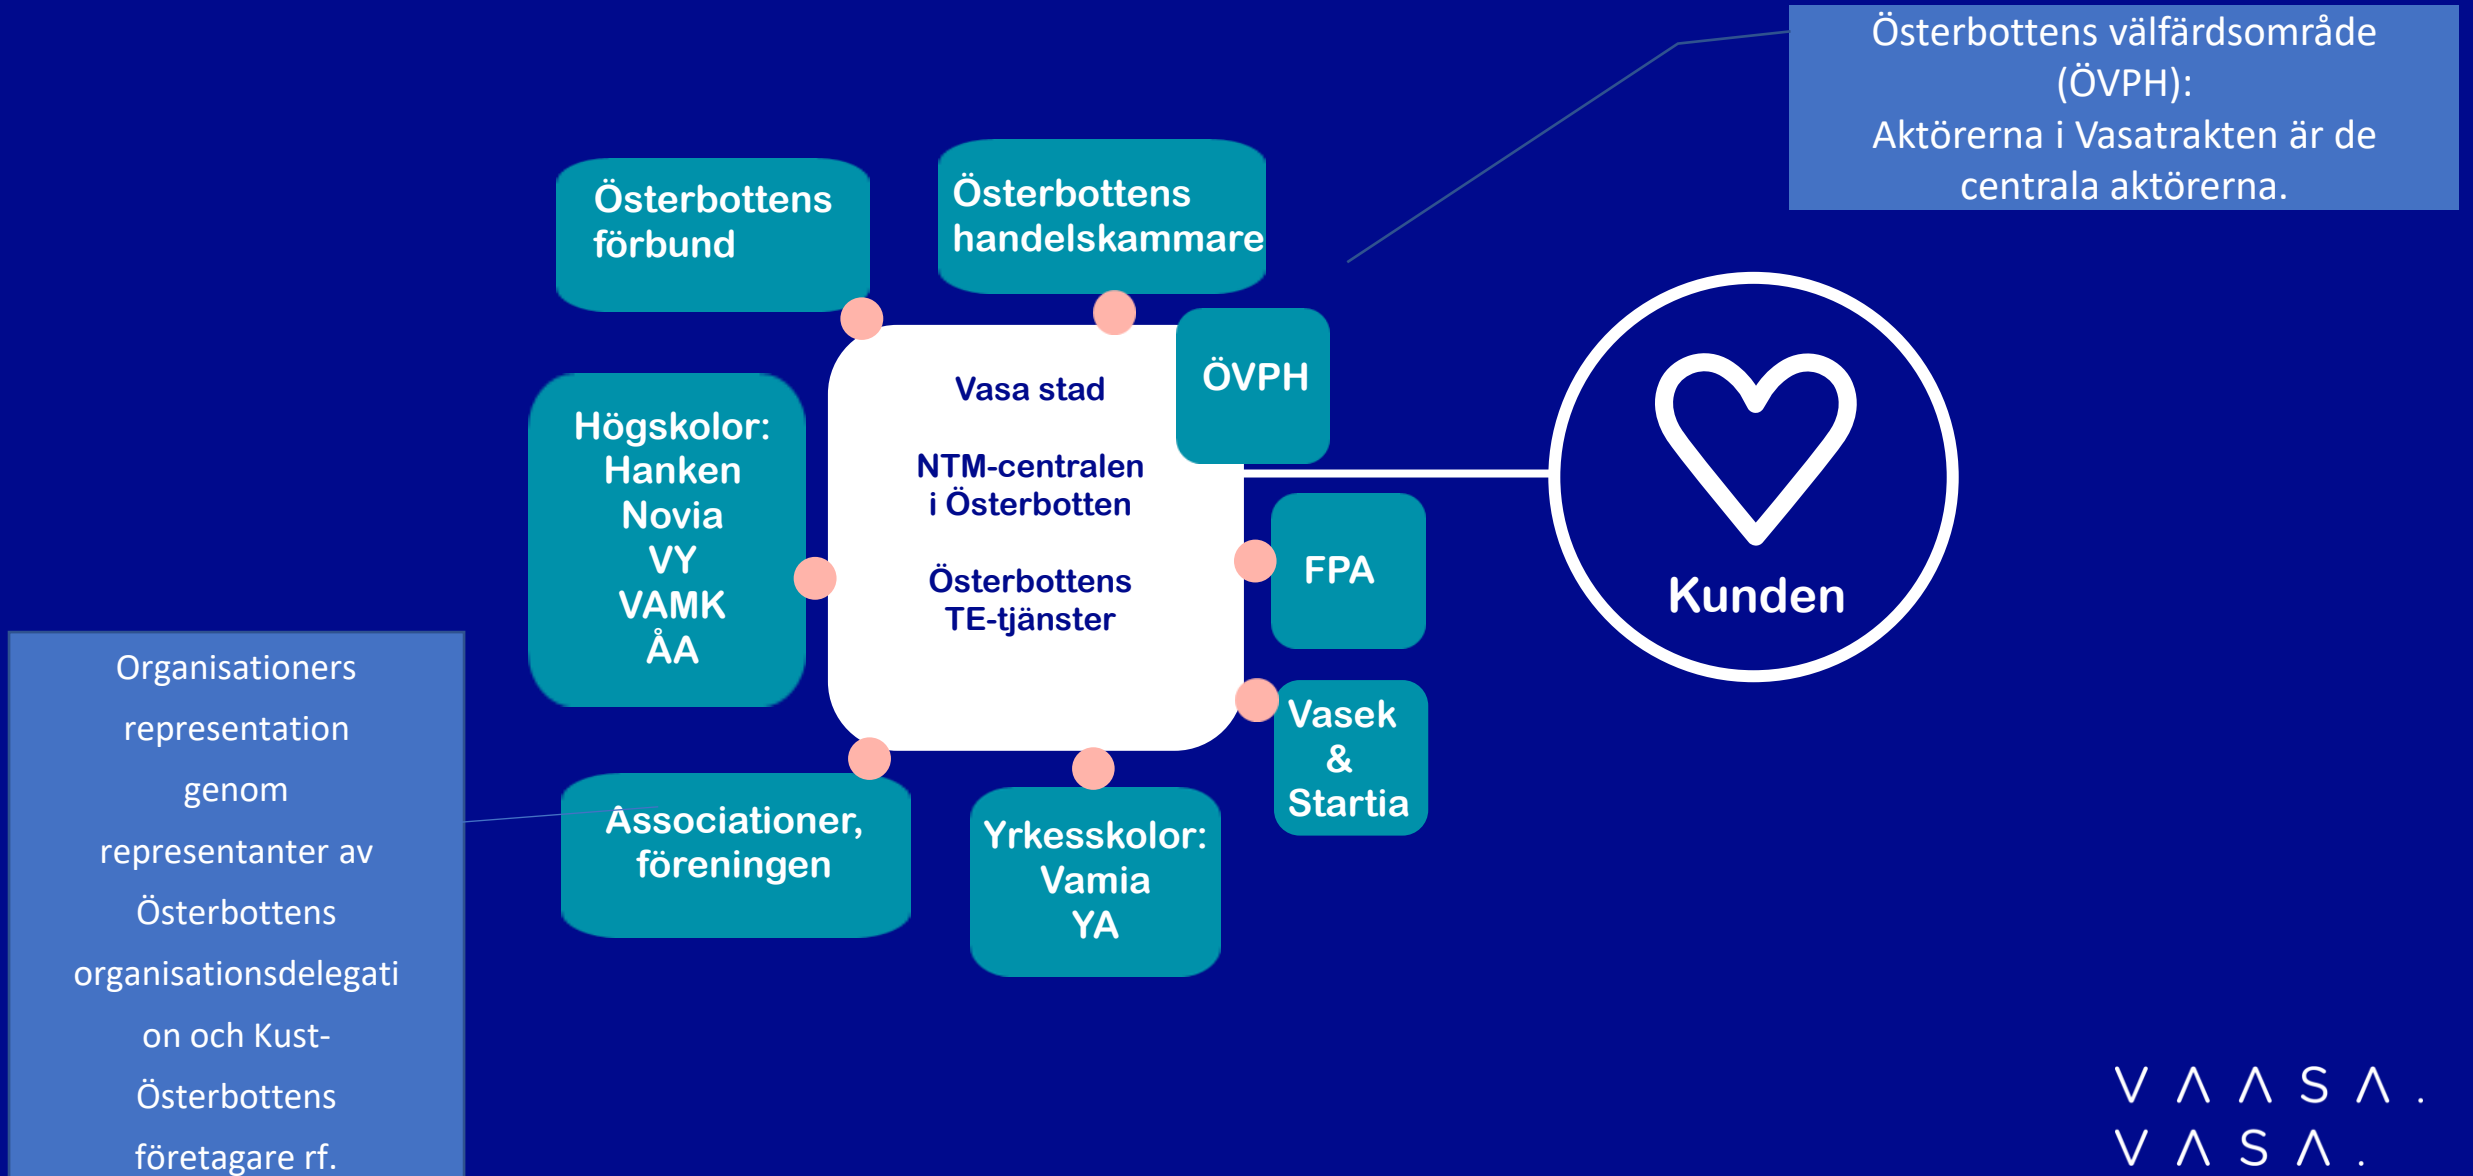 Österbottens välfärdsområde
(ÖVPH):
Aktörerna i Vasatrakten är de
centrala aktörerna.
Österbottens
förbund
Österbottens
handelskammare
ÖVPH
Vasa stad
NTM-centralen
i Österbotten
Österbottens
TE-tjänster
Högskolor:
Hanken
Novia
VY
VAMK
ÅA
FPA
Kunden
Vasek
&
Startia
Associationer,
föreningen
Yrkesskolor:
Vamia
YA
Organisationers
representation
genom
representanter av
Österbottens
organisationsdelegati
on och Kust-
Österbottens
företagare rf.
VAASA.
VASA.